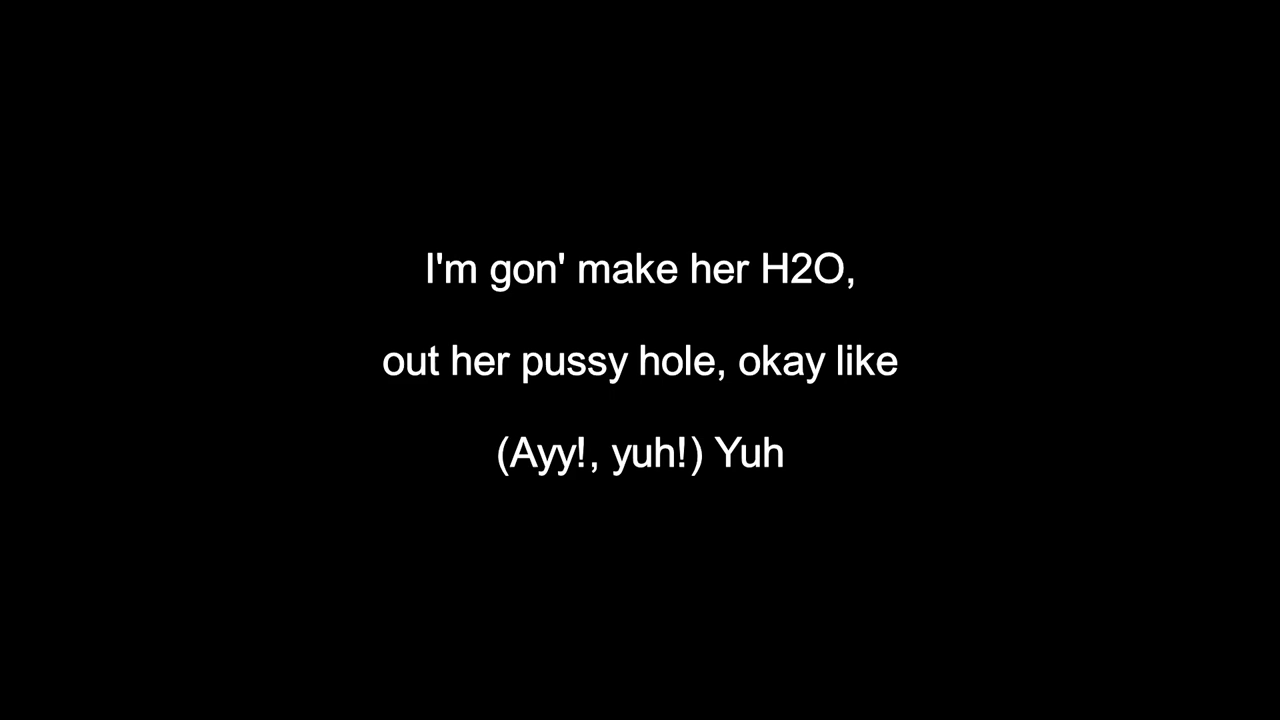 I'm gon' make her H2O,
out her pussy hole, okay like
(Ayy!, yuh!) Yuh